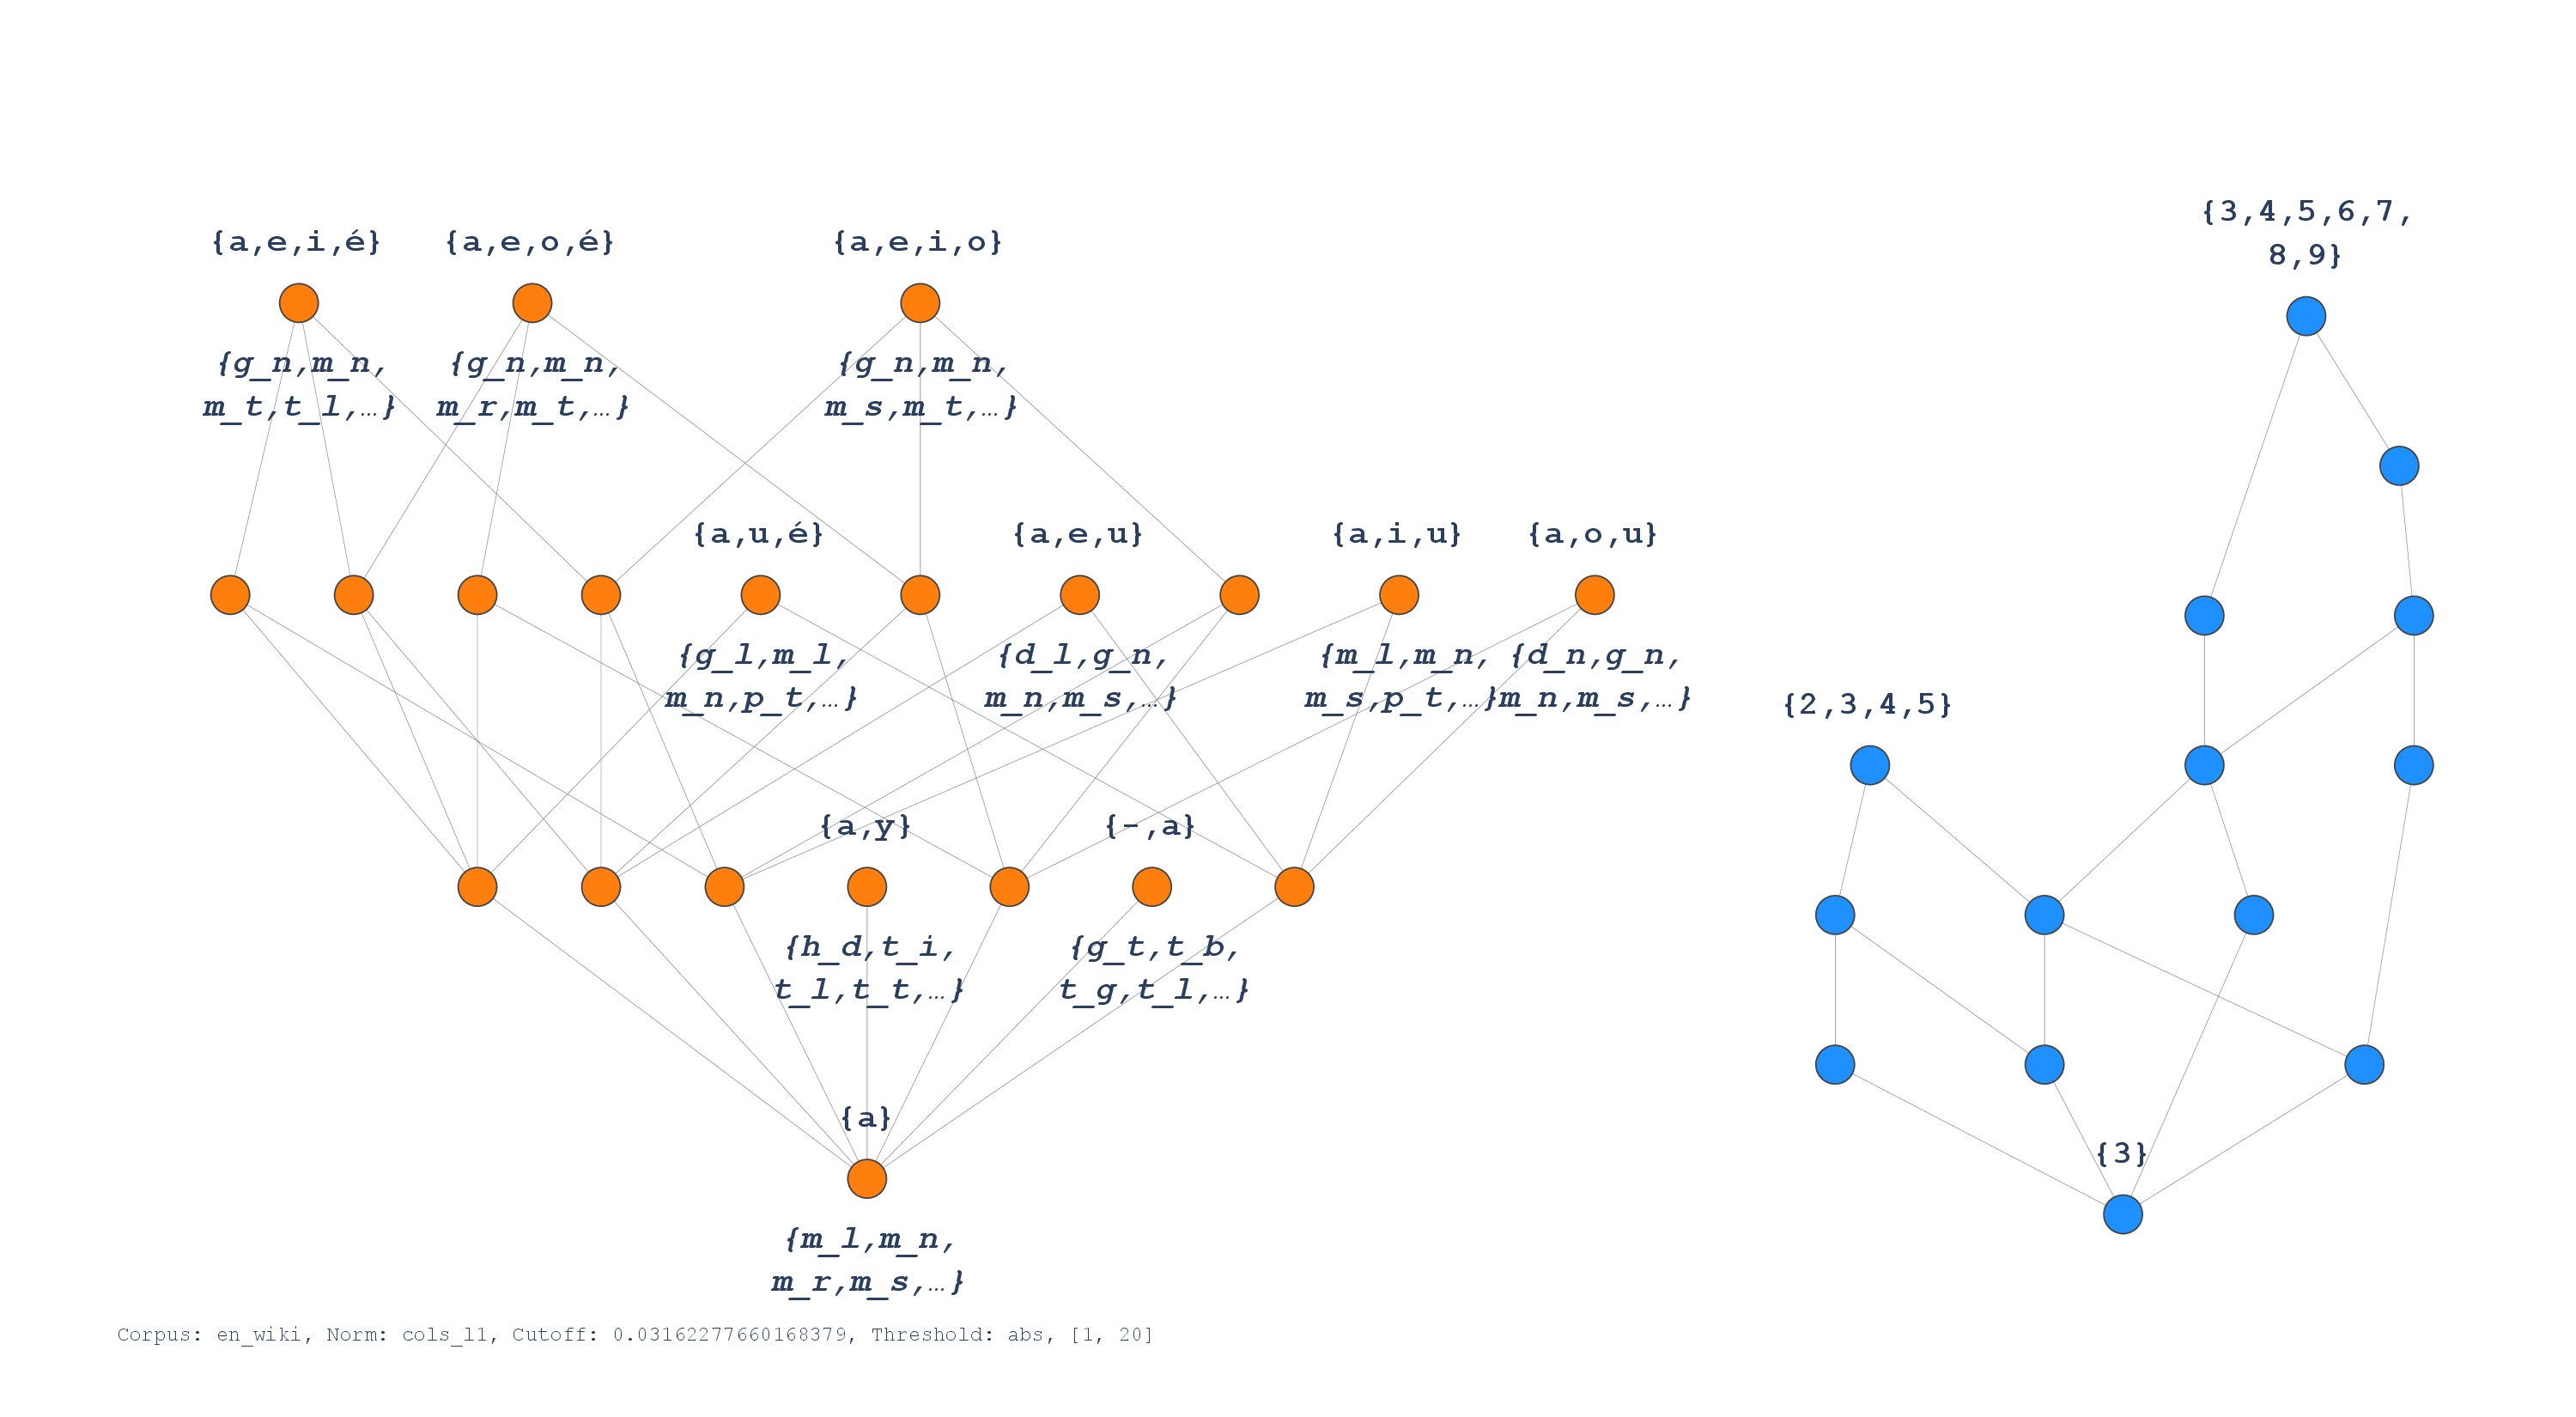 {3,4,5,6,7,
8,9}
{a,e,i,é}
{a,e,o,é}
{a,e,i,o}
{g_n,m_n,
m_t,t_l,…}
{g_n,m_n,
m_r,m_t,…}
{g_n,m_n,
m_s,m_t,…}
{a,u,é}
{a,e,u}
{a,i,u}
{a,o,u}
{g_l,m_l,
m_n,p_t,…}
{d_l,g_n,
m_n,m_s,…}
{m_l,m_n,
m_s,p_t,…}
{d_n,g_n,
m_n,m_s,…}
{2,3,4,5}
{a,y}
{-,a}
{h_d,t_i,
t_l,t_t,…}
{g_t,t_b,
t_g,t_l,…}
{a}
{3}
{m_l,m_n,
m_r,m_s,…}
Corpus: en_wiki, Norm: cols_l1, Cutoff: 0.03162277660168379, Threshold: abs, [1, 20]